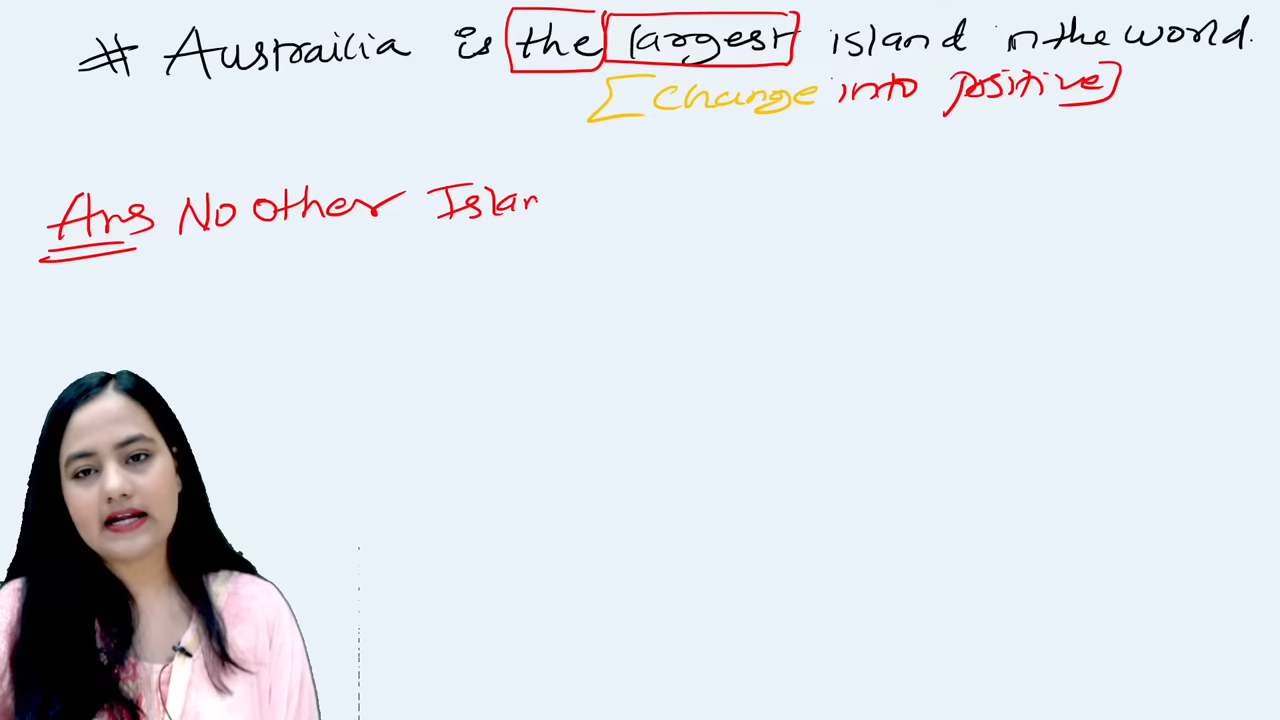 # Austrailia is the largest island in the world.
[change into positive]
Ans No other Islan